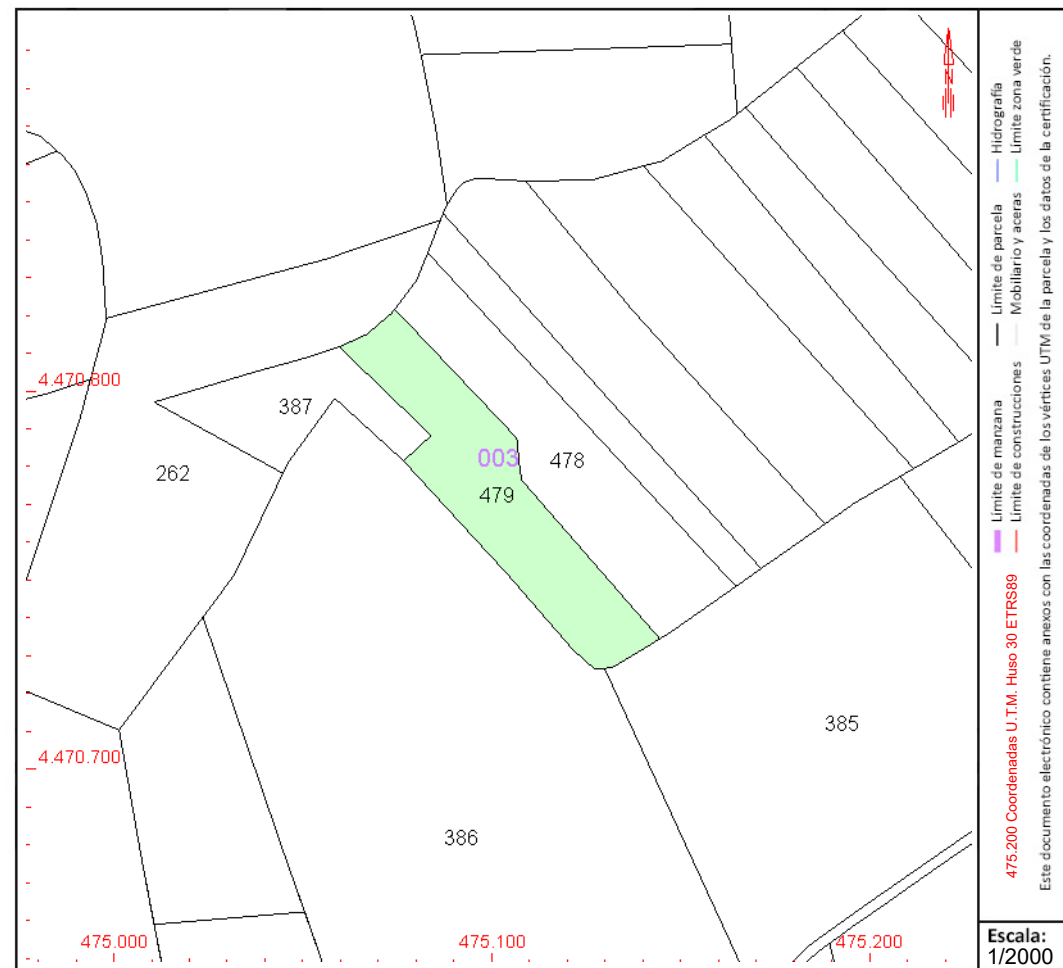 4.470.800
387
262
003
478
479
4.470.700
385
386
475.000
475.100
475.200
N
Límite de manzana
Límite de parcela
Hidrografía
Límite de construcciones
Mobiliario y aceras
Límite zona verde
475.200 Coordenadas U.T.M. Huso 30 ETRS89
Este documento electrónico contiene anexos con las coordenadas de los vértices UTM de la parcela y los datos de la certificación.
Escala:
1/2000